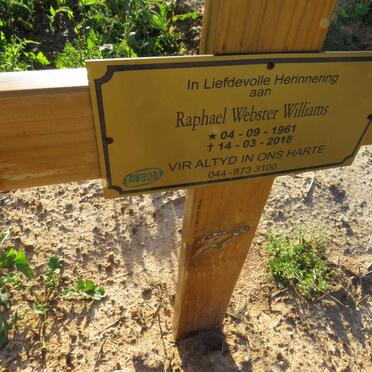 In Liefdevolle Herinnering
aan
Raphael Webster Williams
★ 04 - 09 - 1961
✝ 14 - 03 - 2018
VIR ALTYD IN ONS HARTE
044 - 873 3100
AVBOB